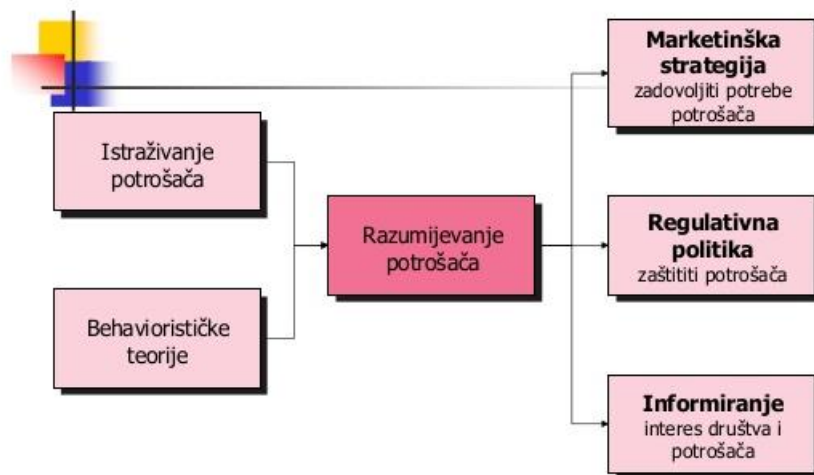 Istraživanje
potrošača
Behaviorističke
teorije
Razumijevanje
potrošača
Marketinška
strategija
zadovoljiti potrebe
potrošača
Regulativna
politika
zaštititi potrošača
Informiranje
interes društva i
potrošača